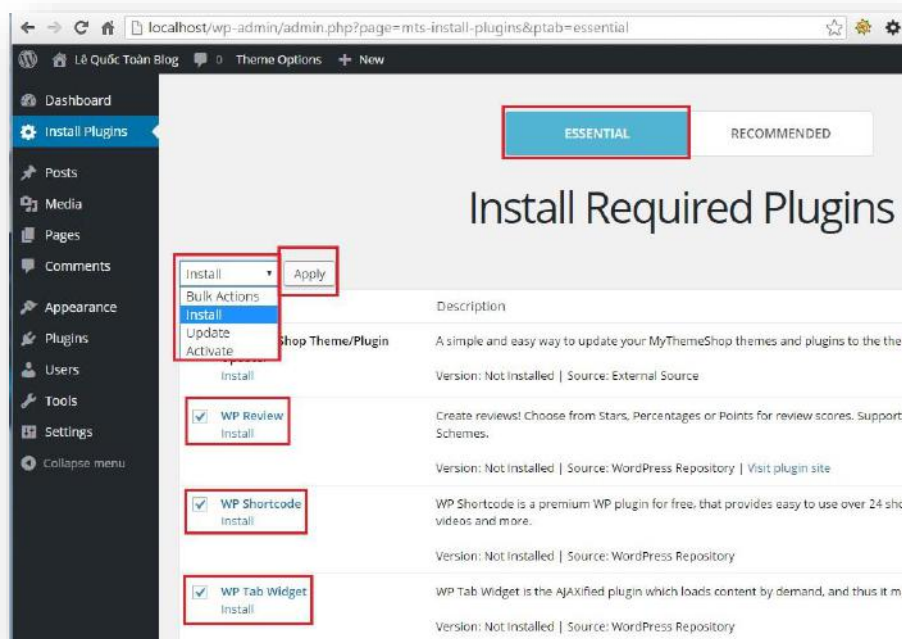 localhost/wp-admin/admin.php?page=mts-install-plugins&ptab=essential
Lê Quốc Toàn Blog 0 Theme Options + New
Dashboard
Install Plugins
Posts
Media
Pages
Comments
Appearance
Plugins
Users
Tools
Settings
Collapse menu
ESSENTIAL
RECOMMENDED
Install Required Plugins
Install
Apply
Bulk Actions
Install
Update
Activate
Description
Shop Theme/Plugin
Install
A simple and easy way to update your MyThemeShop themes and plugins to the the
Version: Not Installed | Source: External Source
WP Review
Install
Create reviews! Choose from Stars, Percentages or Points for review scores. Support
Schemes.
Version: Not Installed | Source: WordPress Repository | Visit plugin site
WP Shortcode
Install
WP Shortcode is a premium WP plugin for free, that provides easy to use over 24 sho
videos and more.
Version: Not Installed | Source: WordPress Repository
WP Tab Widget
Install
WP Tab Widget is the AJAXified plugin which loads content by demand, and thus it m
Version: Not Installed | Source: WordPress Repository